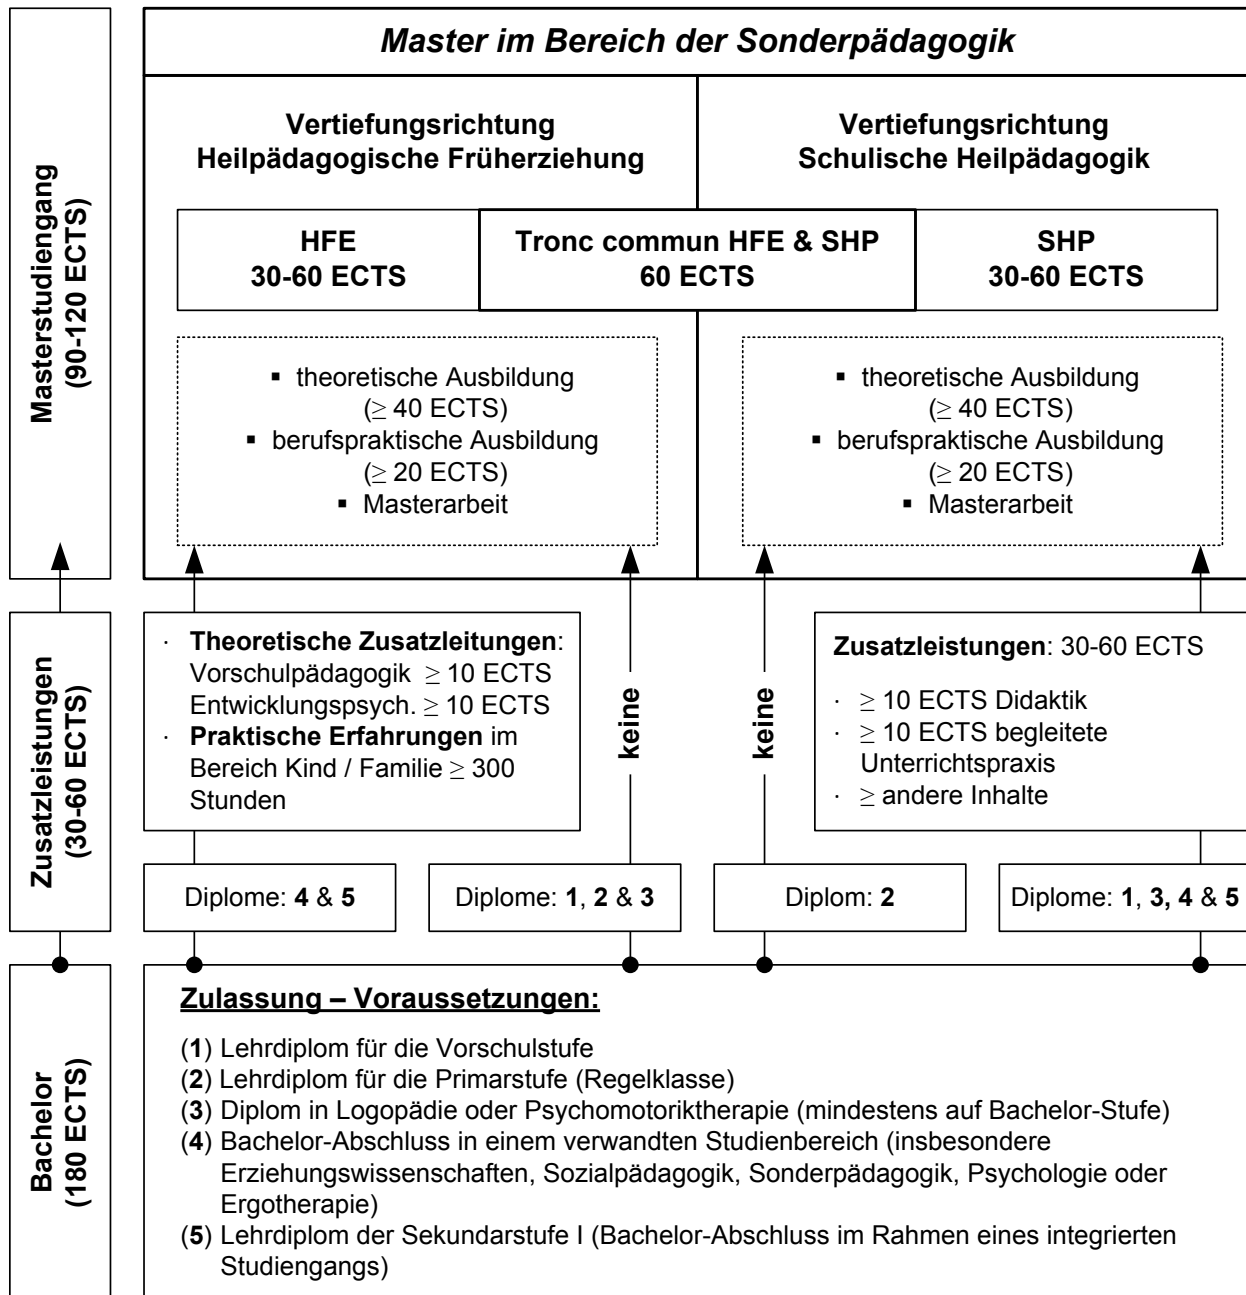 Master im Bereich der Sonderpädagogik
Masterstudiengang
(90-120 ECTS)
Vertiefungsrichtung
Heilpädagogische Früherziehung
Vertiefungsrichtung
Schulische Heilpädagogik
HFE
30-60 ECTS
Tronc commun HFE & SHP
60 ECTS
SHP
30-60 ECTS
▪ theoretische Ausbildung
(≥ 40 ECTS)
▪ berufspraktische Ausbildung
(≥ 20 ECTS)
▪ Masterarbeit
▪ theoretische Ausbildung
(≥ 40 ECTS)
▪ berufspraktische Ausbildung
(≥ 20 ECTS)
▪ Masterarbeit
Zusatzleistungen
(30-60 ECTS)
· Theoretische Zusatzleitungen:
Vorschulpädagogik ≥ 10 ECTS
Entwicklungspsych. ≥ 10 ECTS
· Praktische Erfahrungen im
Bereich Kind / Familie ≥ 300
Stunden
keine
keine
Zusatzleistungen: 30-60 ECTS
· ≥ 10 ECTS Didaktik
· ≥ 10 ECTS begleitete
Unterrichtspraxis
· ≥ andere Inhalte
Diplome: 4 & 5
Diplome: 1, 2 & 3
Diplom: 2
Diplome: 1, 3, 4 & 5
Bachelor
(180 ECTS)
Zulassung – Voraussetzungen:
(1) Lehrdiplom für die Vorschulstufe
(2) Lehrdiplom für die Primarstufe (Regelklasse)
(3) Diplom in Logopädie oder Psychomotoriktherapie (mindestens auf Bachelor-Stufe)
(4) Bachelor-Abschluss in einem verwandten Studienbereich (insbesondere
Erziehungswissenschaften, Sozialpädagogik, Sonderpädagogik, Psychologie oder
Ergotherapie)
(5) Lehrdiplom der Sekundarstufe I (Bachelor-Abschluss im Rahmen eines integrierten
Studiengangs)